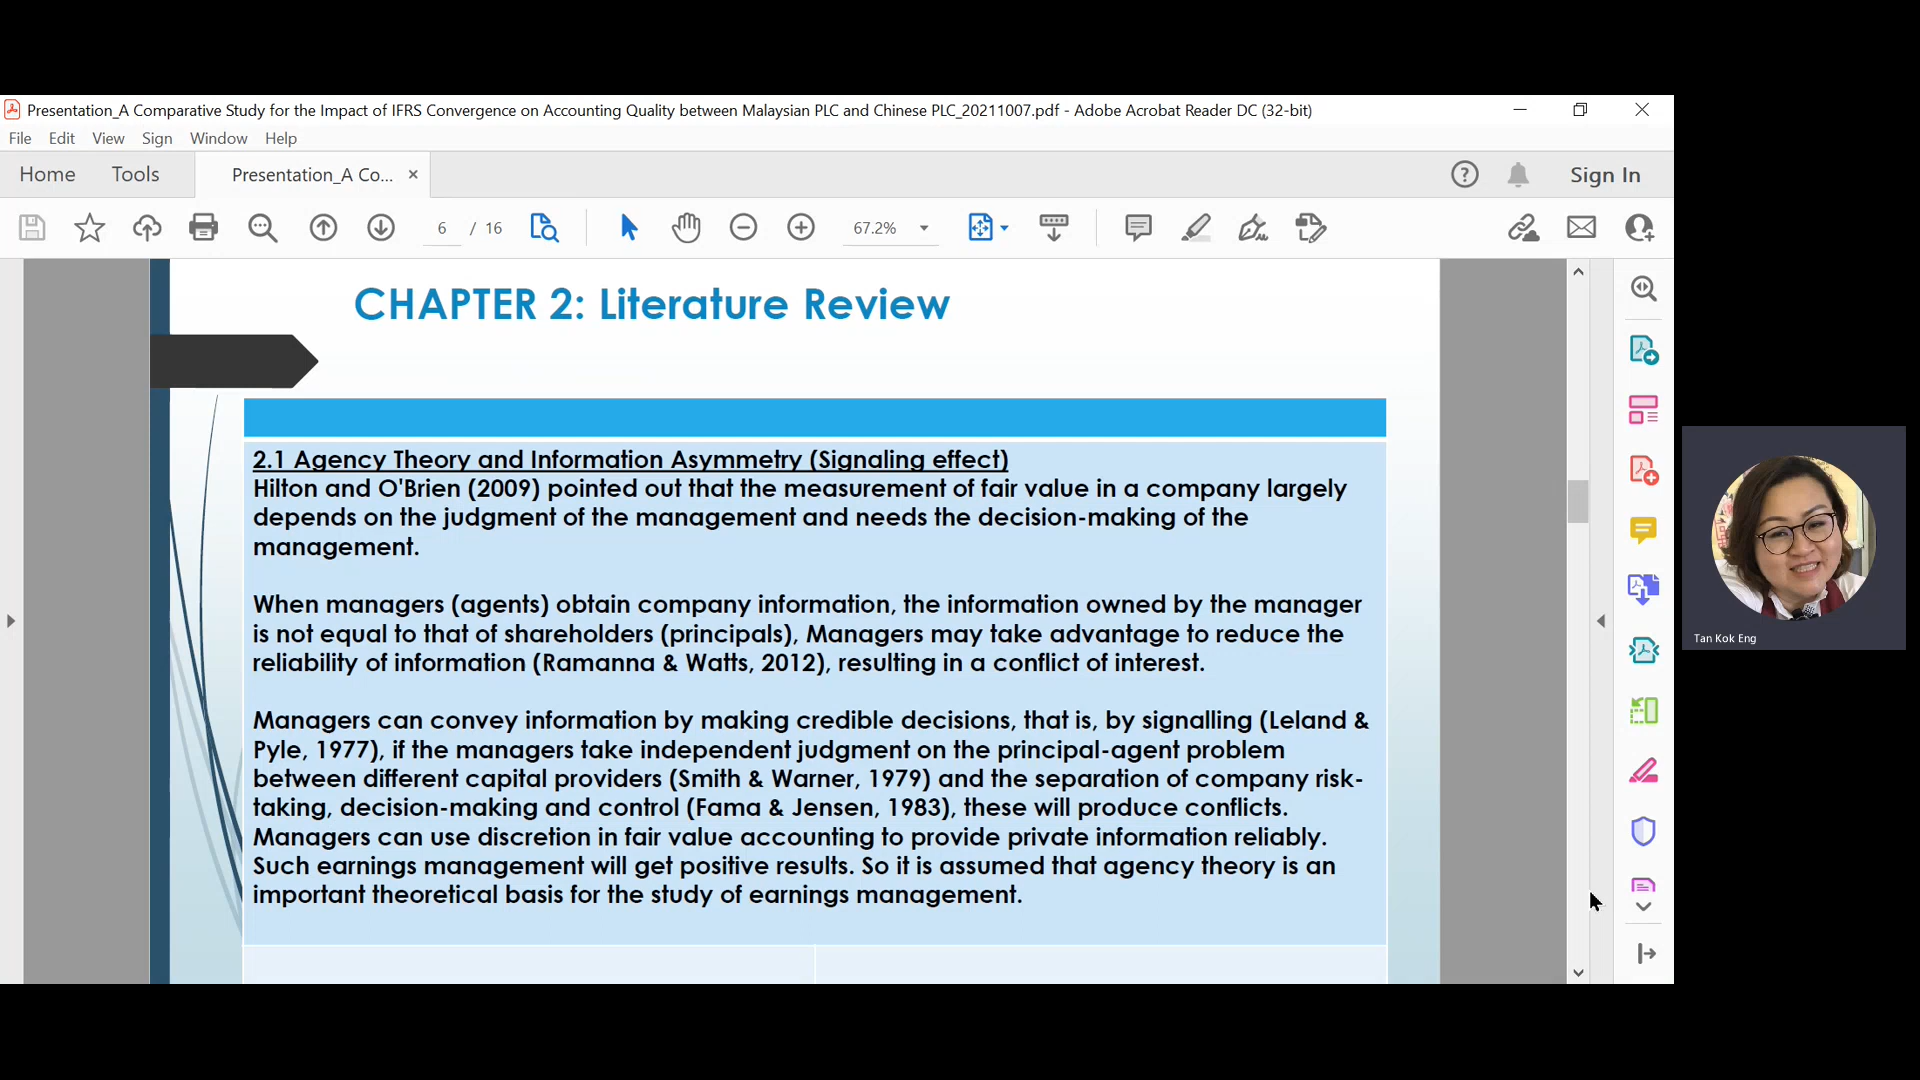 Presentation_A Comparative Study for the Impact of IFRS Convergence on Accounting Quality between Malaysian PLC and Chinese PLC_20211007.pdf - Adobe Acrobat Reader DC (32-bit)
File Edit View Sign Window Help
Home Tools Presentation_A Co... × Sign In
6 / 16 67.2%
CHAPTER 2: Literature Review
2.1 Agency Theory and Information Asymmetry (Signaling effect)
Hilton and O'Brien (2009) pointed out that the measurement of fair value in a company largely
depends on the judgment of the management and needs the decision-making of the
management.
When managers (agents) obtain company information, the information owned by the manager
is not equal to that of shareholders (principals), Managers may take advantage to reduce the
reliability of information (Ramanna & Watts, 2012), resulting in a conflict of interest.
Managers can convey information by making credible decisions, that is, by signalling (Leland &
Pyle, 1977), if the managers take independent judgment on the principal-agent problem
between different capital providers (Smith & Warner, 1979) and the separation of company risk-
taking, decision-making and control (Fama & Jensen, 1983), these will produce conflicts.
Managers can use discretion in fair value accounting to provide private information reliably.
Such earnings management will get positive results. So it is assumed that agency theory is an
important theoretical basis for the study of earnings management.
Tan Kok Eng